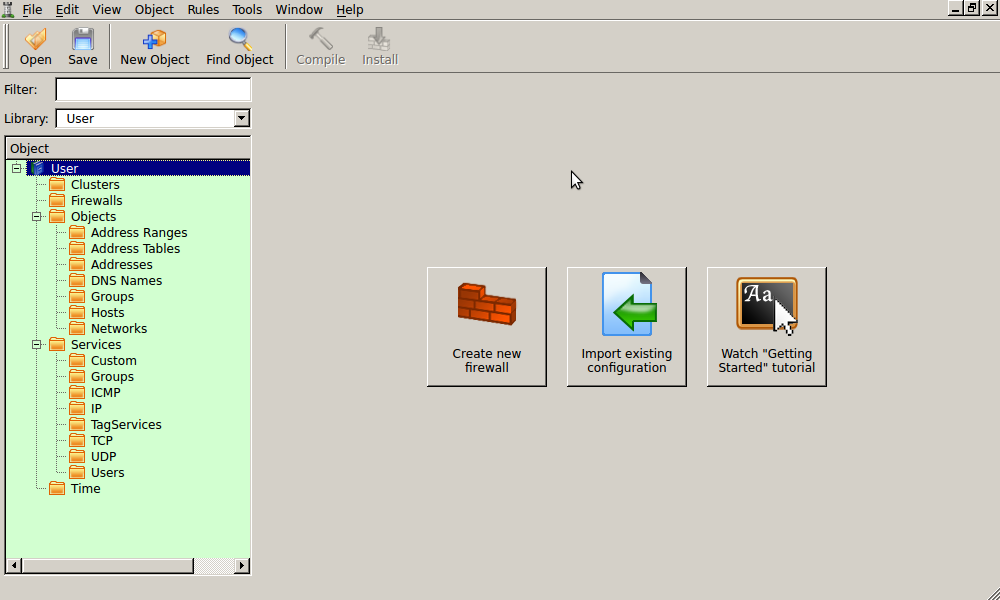 File Edit View Object Rules Tools Window Help
Open Save New Object Find Object Compile Install
Filter:
Library: User
Object
User
Clusters
Firewalls
Objects
Address Ranges
Address Tables
Addresses
DNS Names
Groups
Hosts
Networks
Services
Custom
Groups
ICMP
IP
TagServices
TCP
UDP
Users
Time
Create new
firewall
Import existing
configuration
Aa
Watch "Getting
Started" tutorial